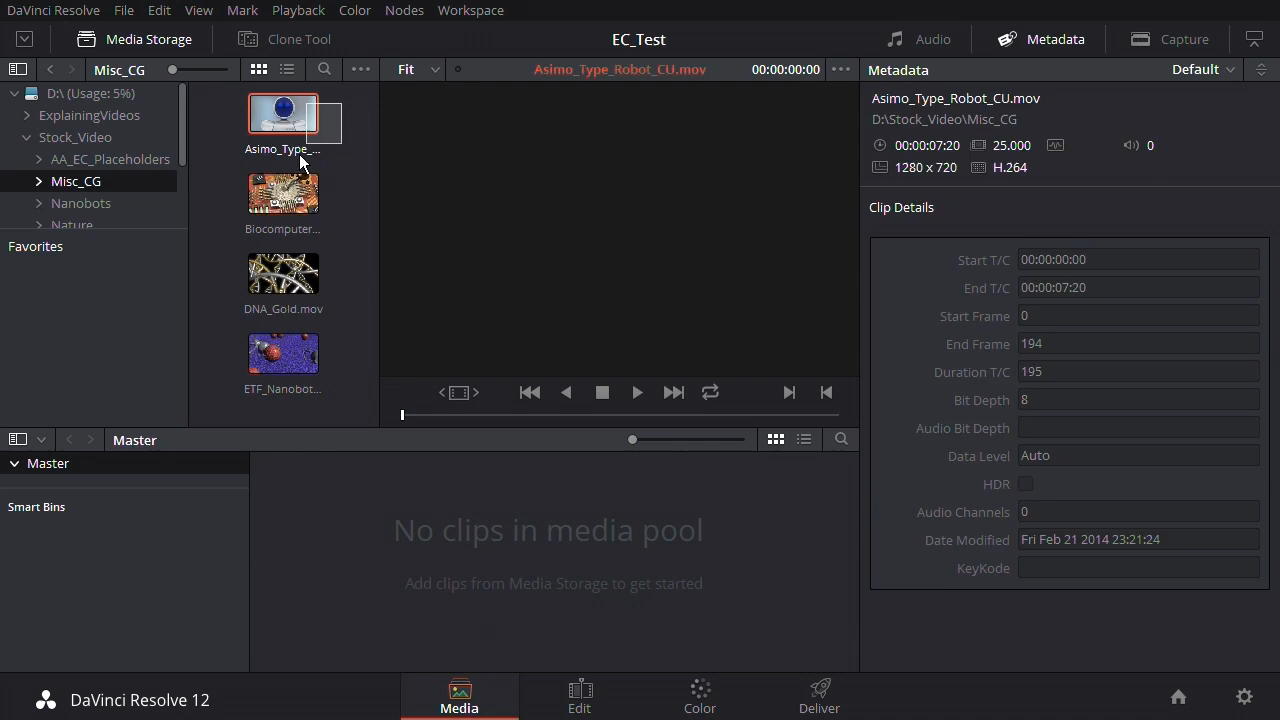 DaVinci Resolve File Edit View Mark Playback Color Nodes Workspace
Media Storage Clone Tool EC_Test Audio Metadata Capture
Misc_CG Fit Asimo_Type_Robot_CU.mov 00:00:00:00 Metadata Default
D:\ (Usage: 5%)
ExplainingVideos
Stock_Video
AA_EC_Placeholders
Misc_CG
Nanobots
Nature
Favorites
Asimo_Type_...
Biocomputer...
DNA_Gold.mov
ETF_Nanobot...
Asimo_Type_Robot_CU.mov
D:\Stock_Video\Misc_CG
00:00:07:20 25.000 0
1280 x 720 H.264
Clip Details
Start T/C 00:00:00:00
End T/C 00:00:07:20
Start Frame 0
End Frame 194
Duration T/C 195
Bit Depth 8
Audio Bit Depth
Data Level Auto
HDR
Audio Channels 0
Date Modified Fri Feb 21 2014 23:21:24
KeyKode
Master
Master
Smart Bins
No clips in media pool
Add clips from Media Storage to get started
DaVinci Resolve 12 Media Edit Color Deliver